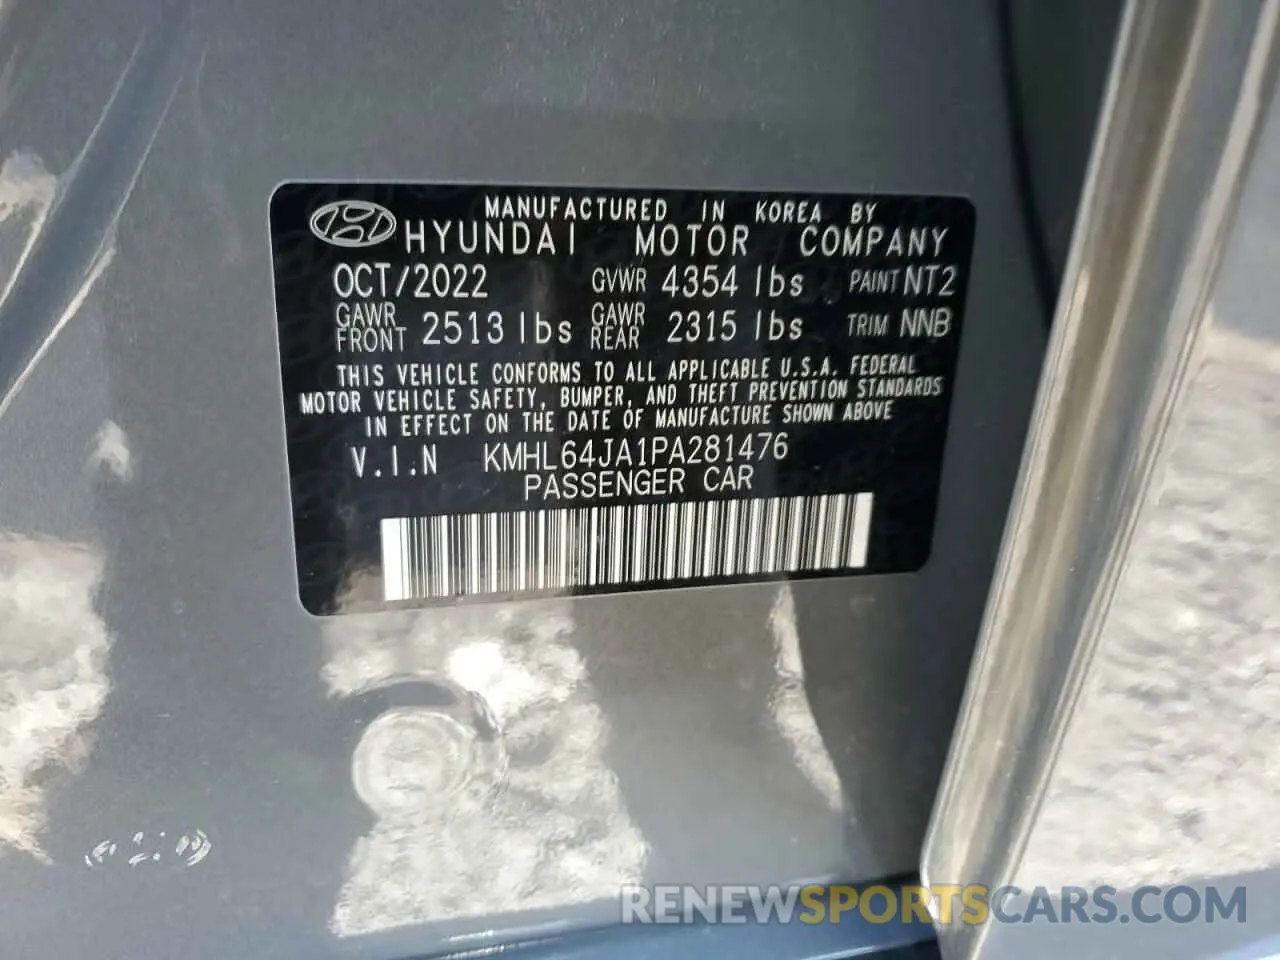 MANUFACTURED IN KOREA BY
HYUNDAI MOTOR COMPANY
OCT/2022 GVWR 4354 lbs PAINT NT2
GAWR FRONT 2513 lbs GAWR REAR 2315 lbs TRIM NNB
THIS VEHICLE CONFORMS TO ALL APPLICABLE U.S.A. FEDERAL
MOTOR VEHICLE SAFETY, BUMPER, AND THEFT PREVENTION STANDARDS
IN EFFECT ON THE DATE OF MANUFACTURE SHOWN ABOVE
V.I.N KMHL64JA1PA281476
PASSENGER CAR
RENEWSPORTSCARS.COM